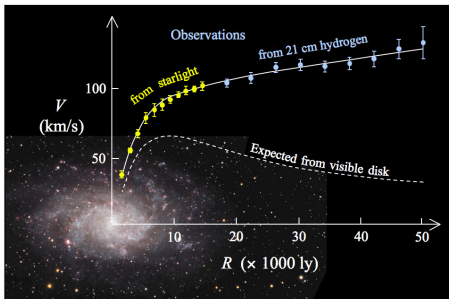 Observations
from starlight
from 21 cm hydrogen
100
V
(km/s)
50
Expected from visible disk
10
20
30
40
50
R (× 1000 ly)